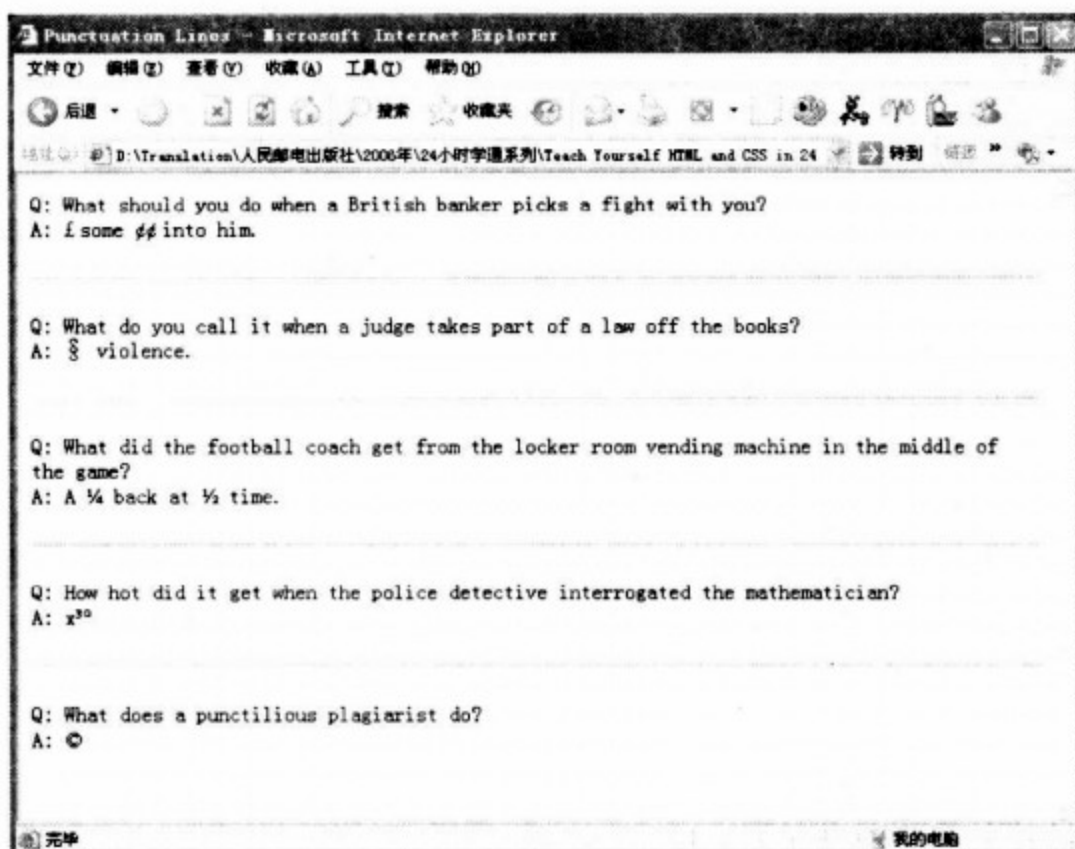 Punctuation Lines - Microsoft Internet Explorer
文件(F) 编辑(E) 查看(V) 收藏(A) 工具(T) 帮助(H)
后退 搜索 收藏夹
地址(D) D:\Translation\人民邮电出版社\2006年\24小时学通系列\Teach Yourself HTML and CSS in 24 转到 »
Q: What should you do when a British banker picks a fight with you?
A: £ some ¢¢ into him.
Q: What do you call it when a judge takes part of a law off the books?
A: § violence.
Q: What did the football coach get from the locker room vending machine in the middle of
the game?
A: A ¼ back at ½ time.
Q: How hot did it get when the police detective interrogated the mathematician?
A: x³º
Q: What does a punctilious plagiarist do?
A: ©
完毕 我的电脑